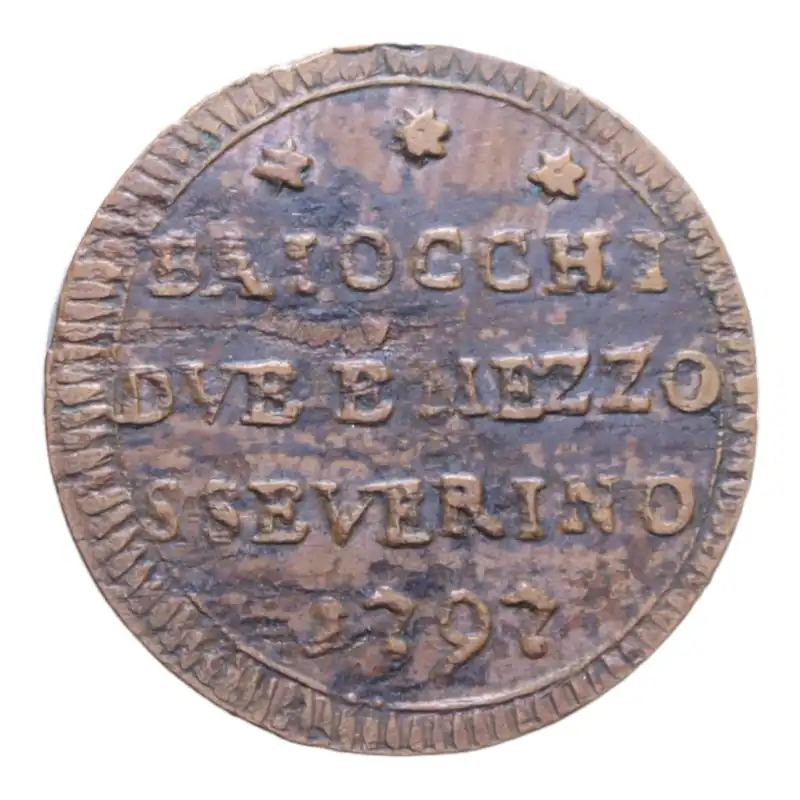 BAIOCCHI
DVE E MEZZO
S SEVERINO
1797